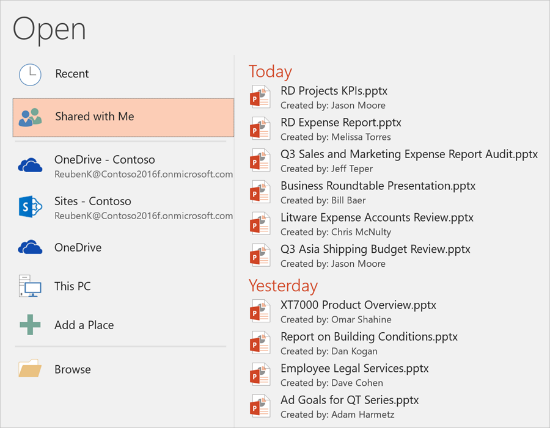 Open
Recent
Shared with Me
OneDrive - Contoso
ReubenK@Contoso2016f.onmicrosoft.com
Sites - Contoso
ReubenK@Contoso2016f.onmicrosoft.com
OneDrive
This PC
Add a Place
Browse
Today
RD Projects KPIs.pptx
Created by: Jason Moore
RD Expense Report.pptx
Created by: Melissa Torres
Q3 Sales and Marketing Expense Report Audit.pptx
Created by: Jeff Teper
Business Roundtable Presentation.pptx
Created by: Bill Baer
Litware Expense Accounts Review.pptx
Created by: Chris McNulty
Q3 Asia Shipping Budget Review.pptx
Created by: Jason Moore
Yesterday
XT7000 Product Overview.pptx
Created by: Omar Shahine
Report on Building Conditions.pptx
Created by: Dan Kogan
Employee Legal Services.pptx
Created by: Dave Cohen
Ad Goals for QT Series.pptx
Created by: Adam Harmetz